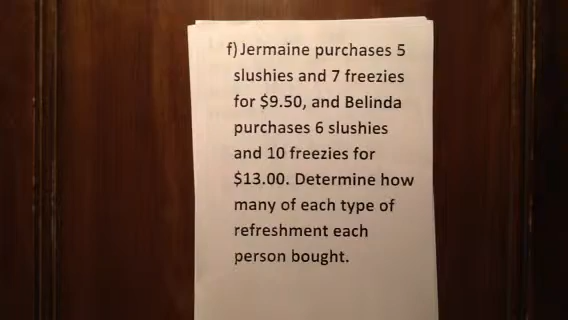 f) Jermaine purchases 5
slushies and 7 freezies
for $9.50, and Belinda
purchases 6 slushies
and 10 freezies for
$13.00. Determine how
many of each type of
refreshment each
person bought.